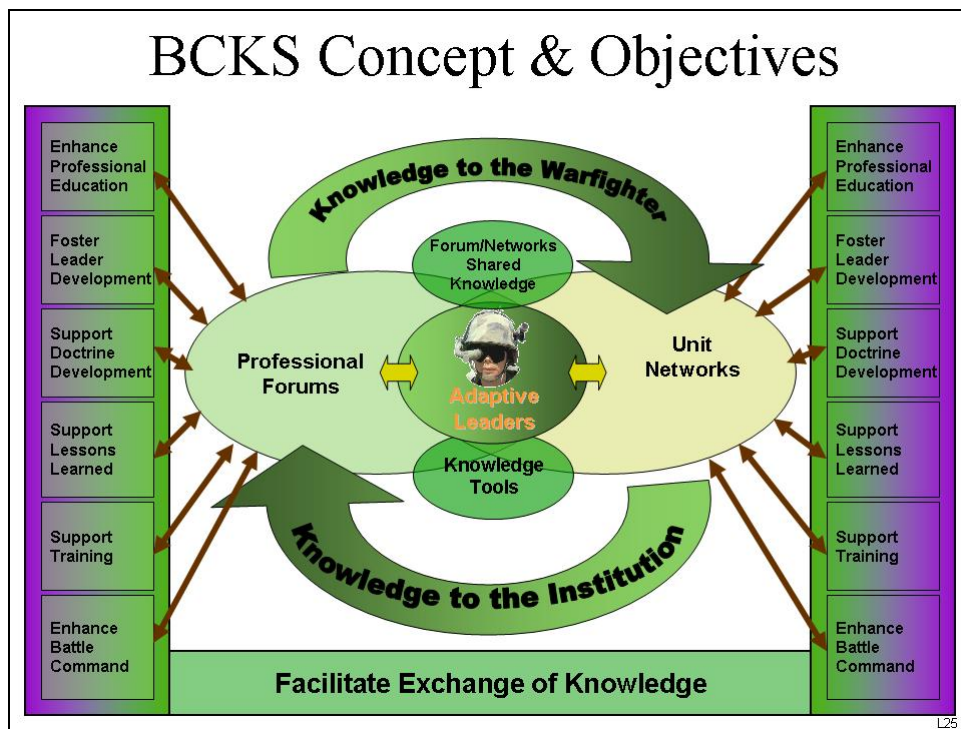 BCKS Concept & Objectives
Enhance
Professional
Education
Foster
Leader
Development
Support
Doctrine
Development
Support
Lessons
Learned
Support
Training
Enhance
Battle
Command
Knowledge to the Warfighter
Forum/Networks
Shared
Knowledge
Professional
Forums
Adaptive
Leaders
Unit
Networks
Knowledge
Tools
Knowledge to the Institution
Facilitate Exchange of Knowledge
Enhance
Professional
Education
Foster
Leader
Development
Support
Doctrine
Development
Support
Lessons
Learned
Support
Training
Enhance
Battle
Command
L25